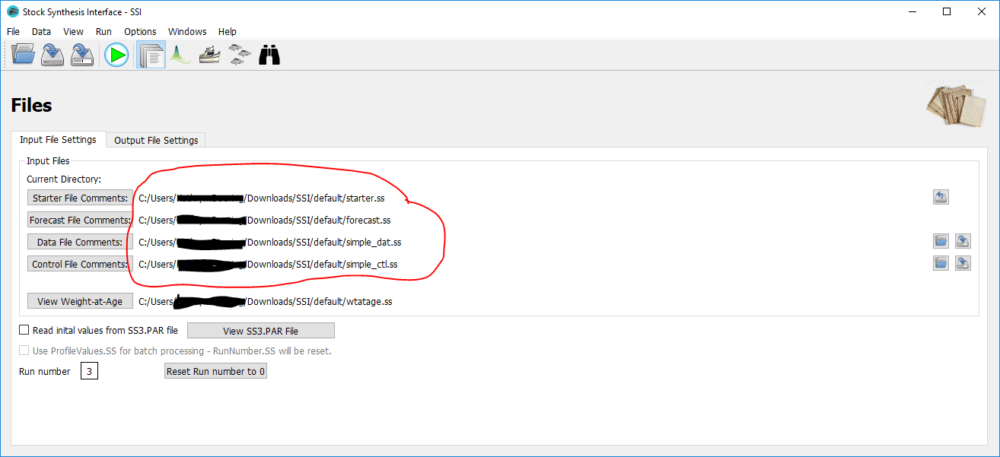 Stock Synthesis Interface - SSI
File Data View Run Options Windows Help
Files
Input File Settings Output File Settings
Input Files
Current Directory:
Starter File Comments: C:/Users/ /Downloads/SSI/default/starter.ss
Forecast File Comments: C:/Users/ /Downloads/SSI/default/forecast.ss
Data File Comments: C:/Users/ /Downloads/SSI/default/simple_dat.ss
Control File Comments: C:/Users/ /Downloads/SSI/default/simple_ctl.ss
View Weight-at-Age C:/Users/ /Downloads/SSI/default/wtatage.ss
Read inital values from SS3.PAR file View SS3.PAR File
Use ProfileValues.SS for batch processing - RunNumber.SS will be reset.
Run number 3 Reset Run number to 0